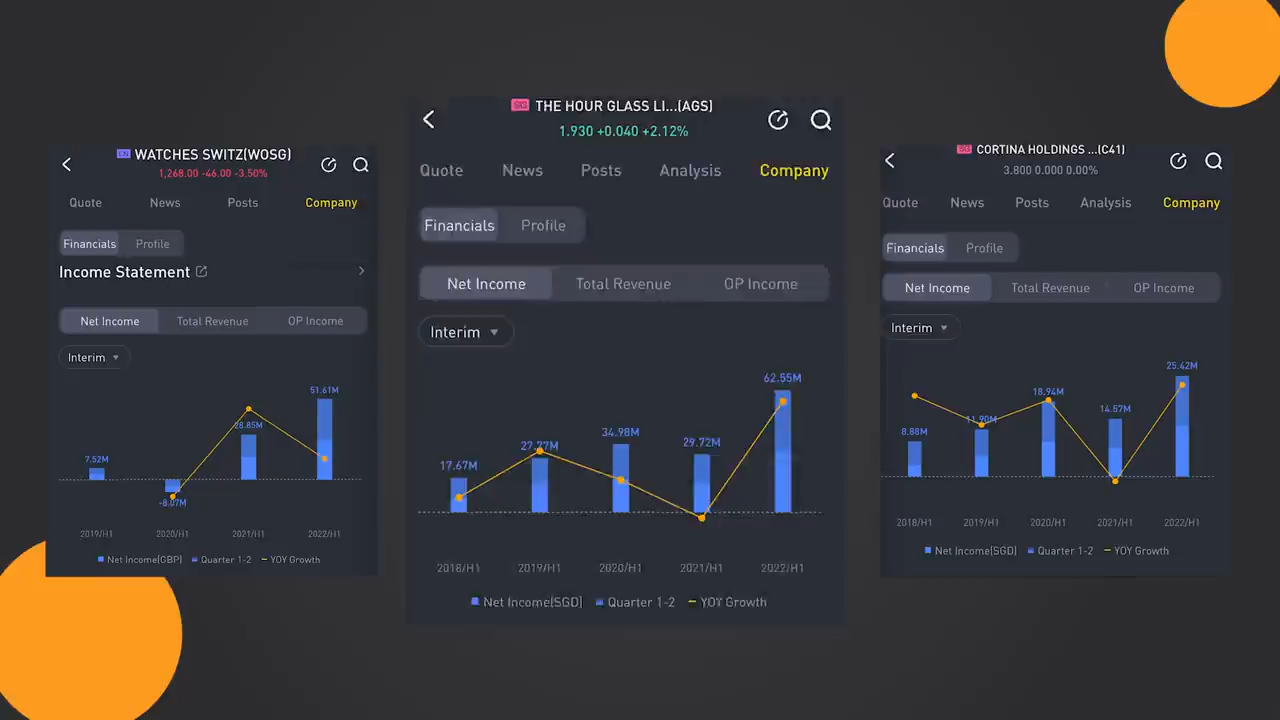 WATCHES SWITZ(WOSG)
1,268.00 -46.00 -3.50%
Quote News Posts Company
Financials Profile
Income Statement
Net Income Total Revenue OP Income
Interim
51.61M
28.85M
7.52M
-8.07M
2019/H1 2020/H1 2021/H1 2022/H1
Net Income(GBP) Quarter 1-2 YOY Growth
SG THE HOUR GLASS LI...(AGS)
1.930 +0.040 +2.12%
Quote News Posts Analysis Company
Financials Profile
Net Income Total Revenue OP Income
Interim
62.55M
34.98M
29.72M
27.77M
17.67M
2018/H1 2019/H1 2020/H1 2021/H1 2022/H1
Net Income(SGD) Quarter 1-2 YOY Growth
SG CORTINA HOLDINGS ...(C41)
3.800 0.000 0.00%
Quote News Posts Analysis Company
Financials Profile
Net Income Total Revenue OP Income
Interim
25.42M
18.94M
14.57M
11.90M
8.88M
2018/H1 2019/H1 2020/H1 2021/H1 2022/H1
Net Income(SGD) Quarter 1-2 YOY Growth